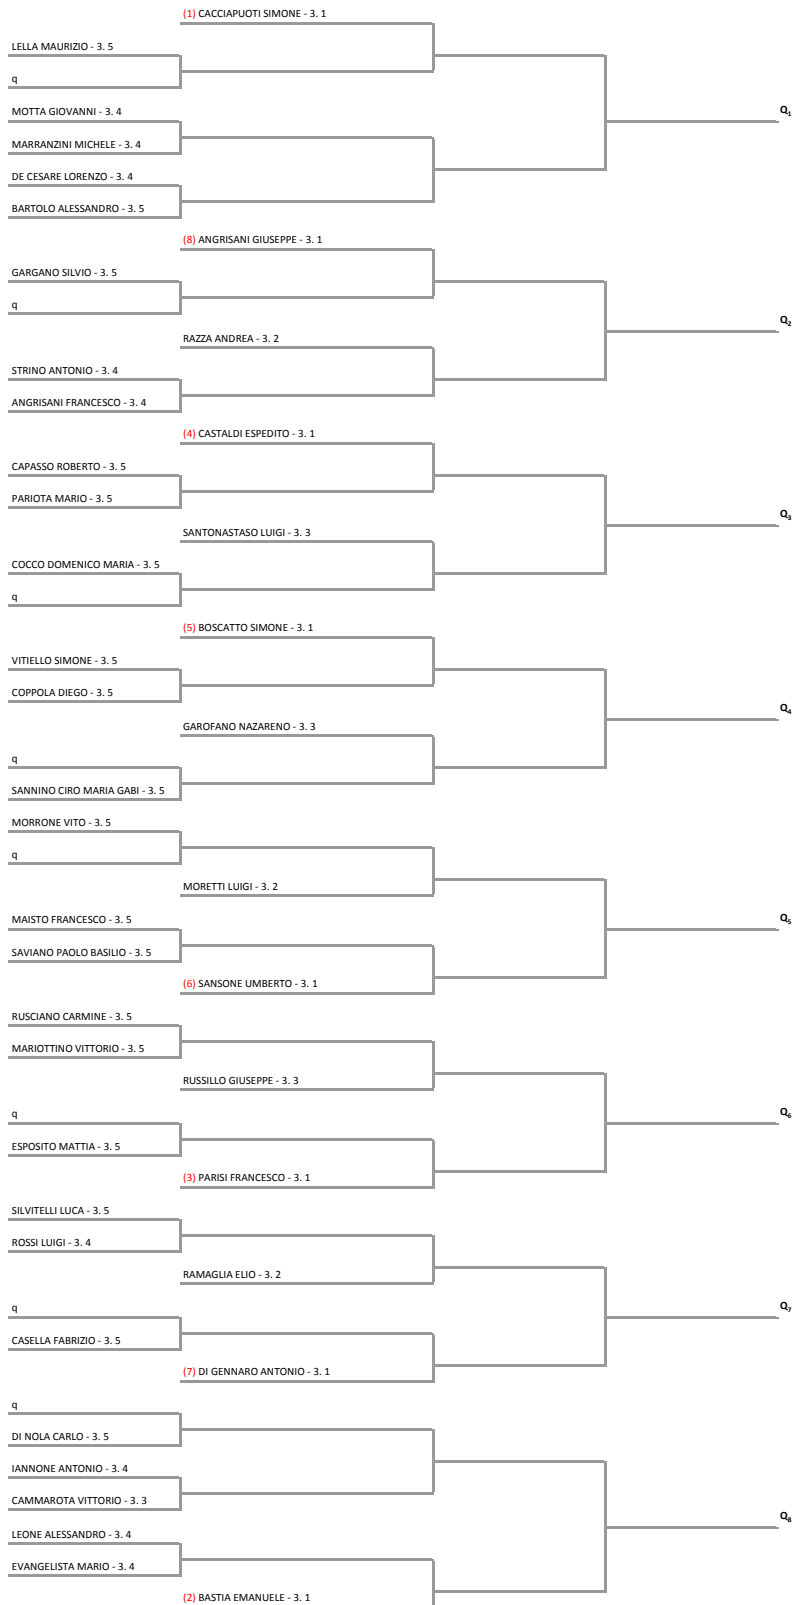 (1) CACCIAPUOTI SIMONE - 3. 1
LELLA MAURIZIO - 3. 5
q
MOTTA GIOVANNI - 3. 4
Q1
MARRANZINI MICHELE - 3. 4
DE CESARE LORENZO - 3. 4
BARTOLO ALESSANDRO - 3. 5
(8) ANGRISANI GIUSEPPE - 3. 1
GARGANO SILVIO - 3. 5
q
Q2
RAZZA ANDREA - 3. 2
STRINO ANTONIO - 3. 4
ANGRISANI FRANCESCO - 3. 4
(4) CASTALDI ESPEDITO - 3. 1
CAPASSO ROBERTO - 3. 5
PARIOTA MARIO - 3. 5
Q3
SANTONASTASO LUIGI - 3. 3
COCCO DOMENICO MARIA - 3. 5
q
(5) BOSCATTO SIMONE - 3. 1
VITIELLO SIMONE - 3. 5
COPPOLA DIEGO - 3. 5
Q4
GAROFANO NAZARENO - 3. 3
q
SANNINO CIRO MARIA GABI - 3. 5
MORRONE VITO - 3. 5
q
MORETTI LUIGI - 3. 2
MAISTO FRANCESCO - 3. 5
Q5
SAVIANO PAOLO BASILIO - 3. 5
(6) SANSONE UMBERTO - 3. 1
RUSCIANO CARMINE - 3. 5
MARIOTTINO VITTORIO - 3. 5
RUSSILLO GIUSEPPE - 3. 3
q
Q6
ESPOSITO MATTIA - 3. 5
(3) PARISI FRANCESCO - 3. 1
SILVITELLI LUCA - 3. 5
ROSSI LUIGI - 3. 4
RAMAGLIA ELIO - 3. 2
q
Q7
CASELLA FABRIZIO - 3. 5
(7) DI GENNARO ANTONIO - 3. 1
q
DI NOLA CARLO - 3. 5
IANNONE ANTONIO - 3. 4
CAMMAROTA VITTORIO - 3. 3
Q8
LEONE ALESSANDRO - 3. 4
EVANGELISTA MARIO - 3. 4
(2) BASTIA EMANUELE - 3. 1